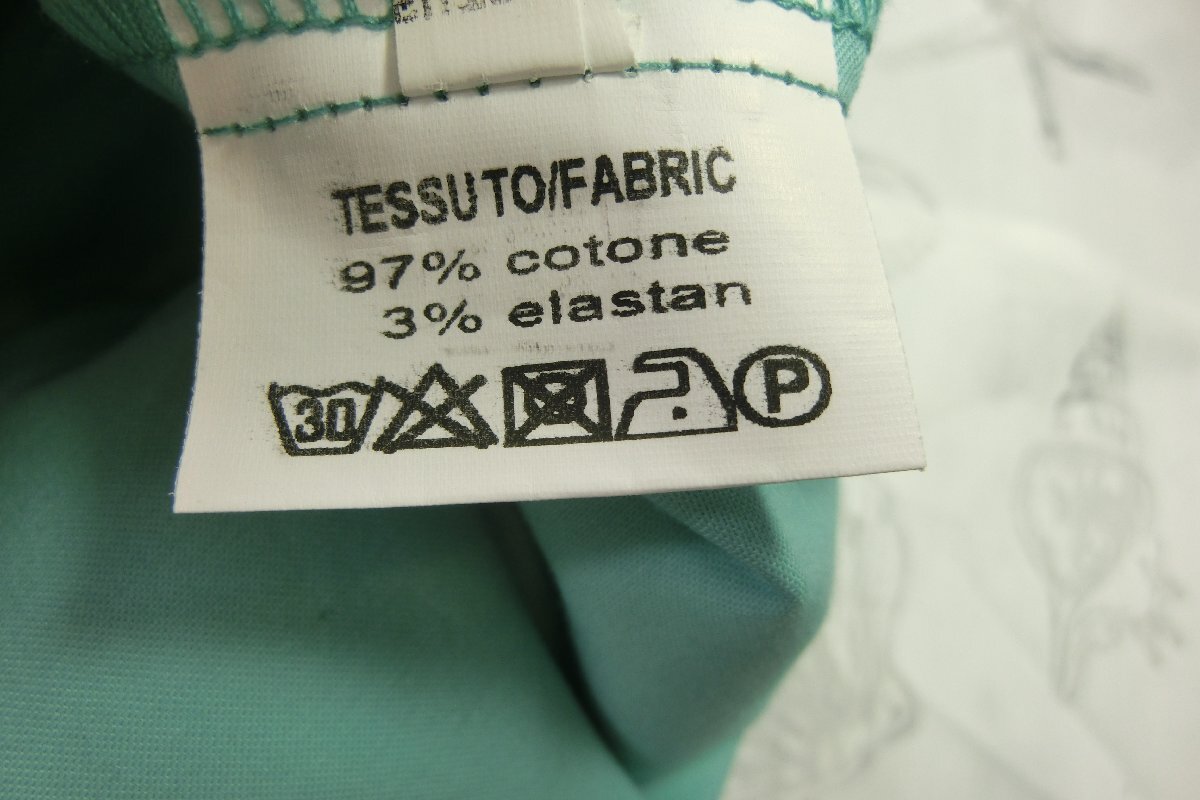 TESSUTO/FABRIC
97% cotone
3% elastan
30 P